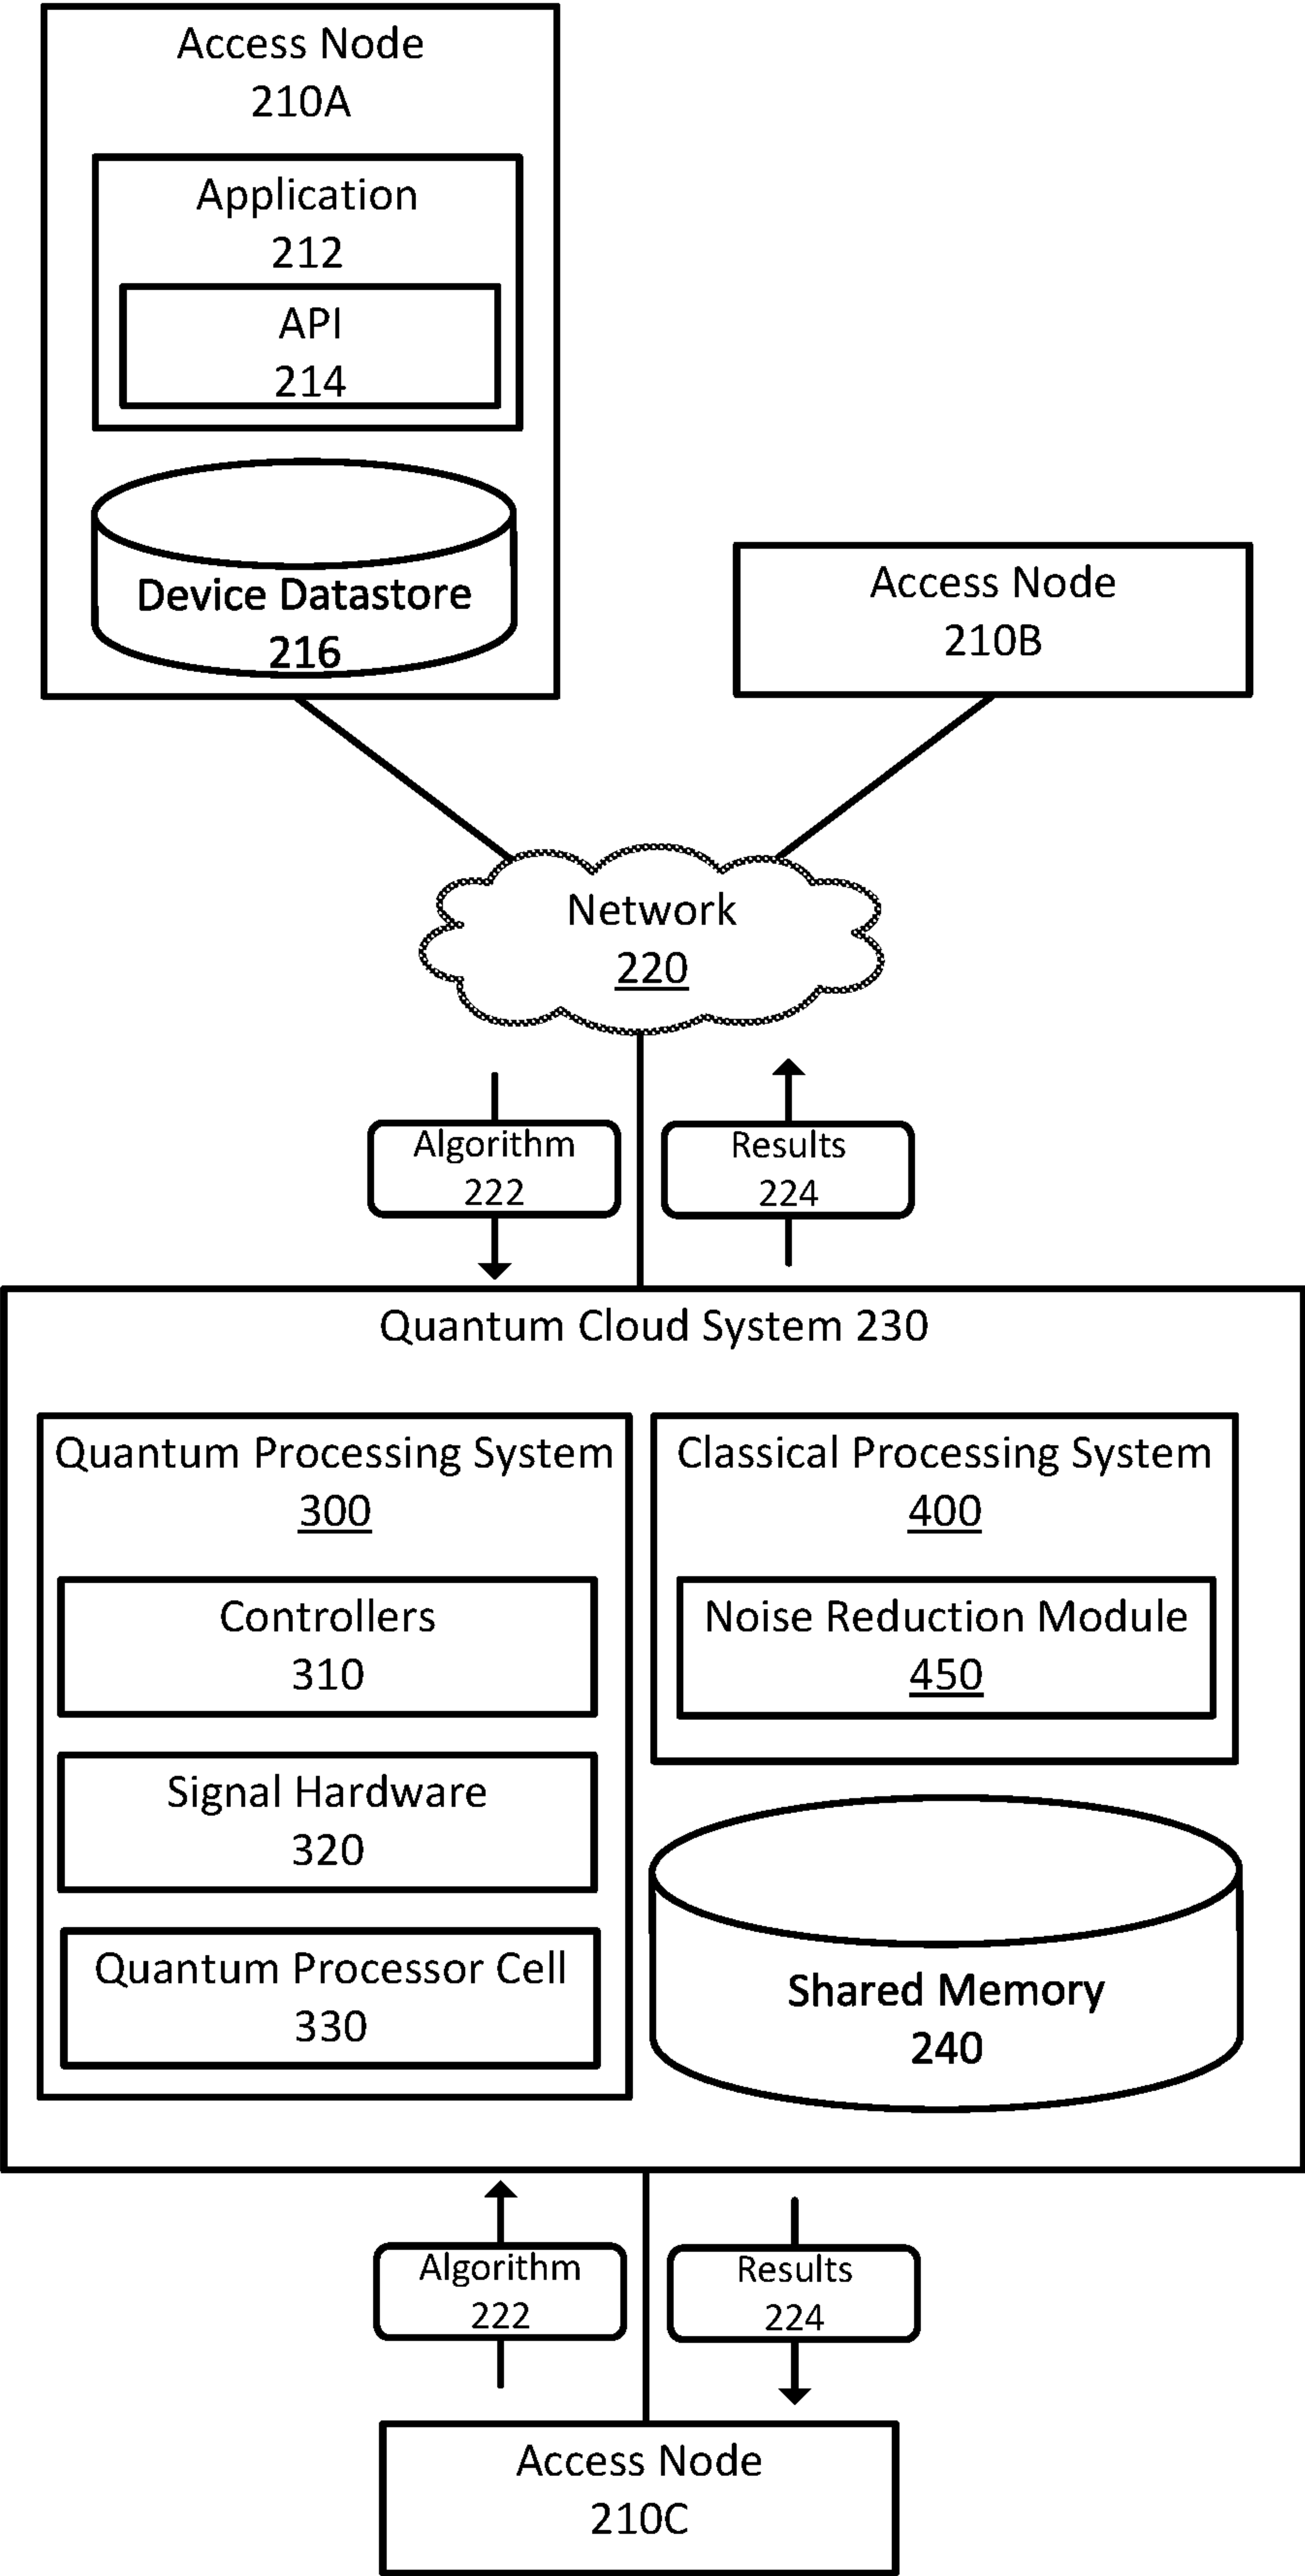 Access Node
210A
Application
212
API
214
Device Datastore
216
Access Node
210B
Network
220
Algorithm
222
Results
224
Quantum Cloud System 230
Quantum Processing System
300
Controllers
310
Signal Hardware
320
Quantum Processor Cell
330
Classical Processing System
400
Noise Reduction Module
450
Shared Memory
240
Algorithm
222
Results
224
Access Node
210C